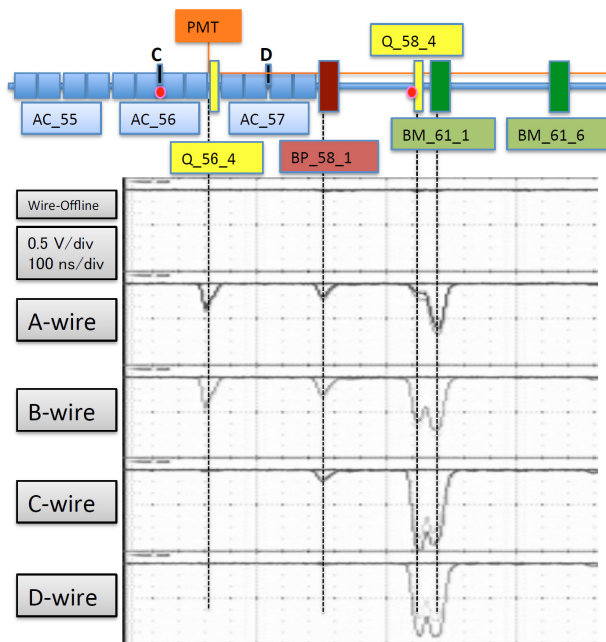 PMT
Q_58_4
C
D
AC_55
AC_56
AC_57
BM_61_1
BM_61_6
Q_56_4
BP_58_1
Wire-Offline
0.5 V/div
100 ns/div
A-wire
B-wire
C-wire
D-wire